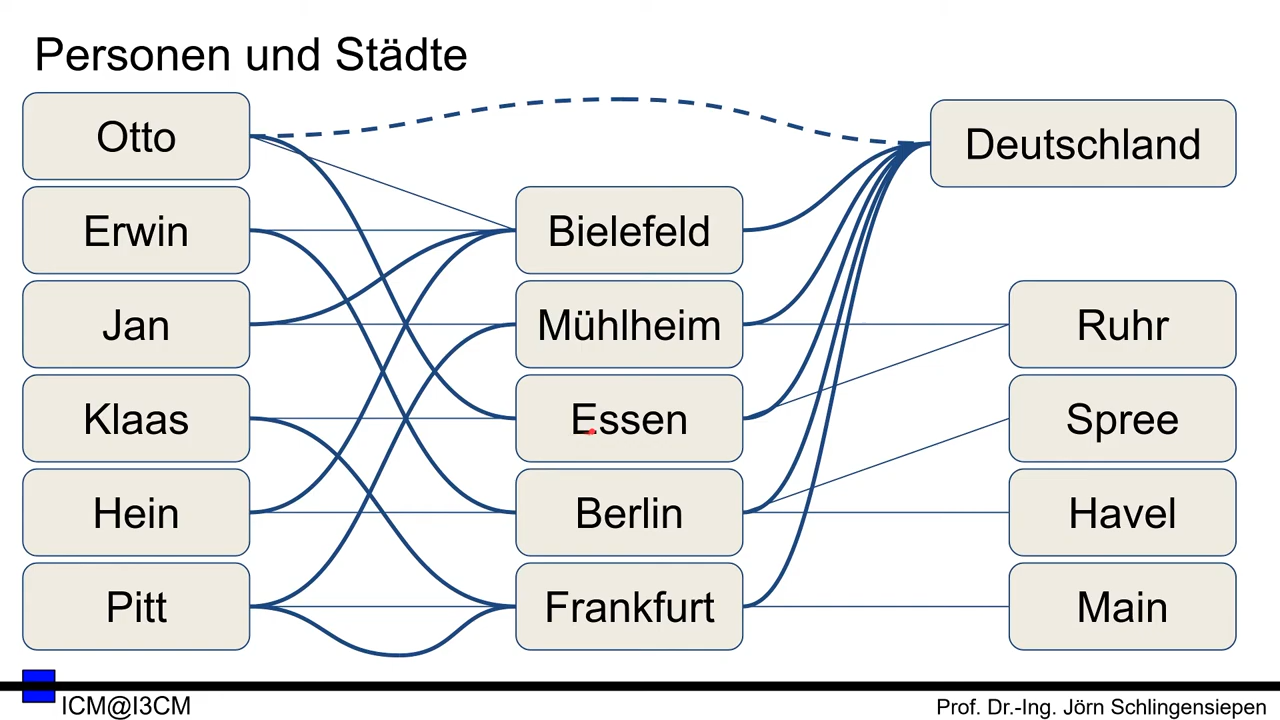 Personen und Städte
Otto
Deutschland
Erwin
Bielefeld
Jan
Mühlheim
Ruhr
Klaas
Essen
Spree
Hein
Berlin
Havel
Pitt
Frankfurt
Main
ICM@I3CM
Prof. Dr.-Ing. Jörn Schlingensiepen